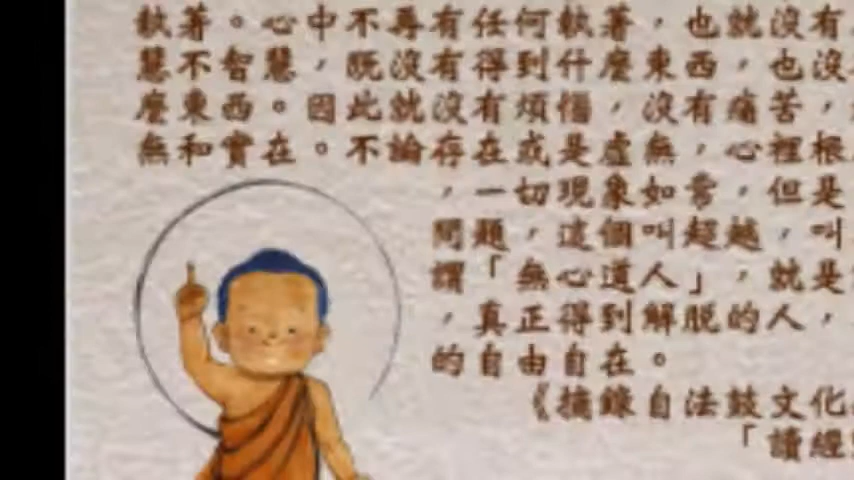 執著。心中不再有任何執著，也就沒有
慧不智慧，既沒有得到什麼東西，也沒
麼東西。因此就沒有煩惱，沒有痛苦，
無和實在。不論存在或是虛無，心裡根
，一切現象如常，但是
問題，這個叫超越，叫
謂「無心道人」，就是
，真正得到解脫的人，
的自由自在。
《摘錄自法鼓文化
「讀經